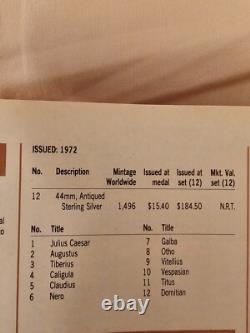 ISSUED: 1972
No. Description Mintage Worldwide Issued at medal Issued at set (12) Mkt. Val. set (12)
12 44mm, Antiqued
Sterling Silver 1,496 $15.40 $184.50 N.R.T.
No. Title No. Title
1 Julius Caesar 7 Galba
2 Augustus 8 Otho
3 Tiberius 9 Vitellius
4 Caligula 10 Vespasian
5 Claudius 11 Titus
6 Nero 12 Domitian
al
o
ebay